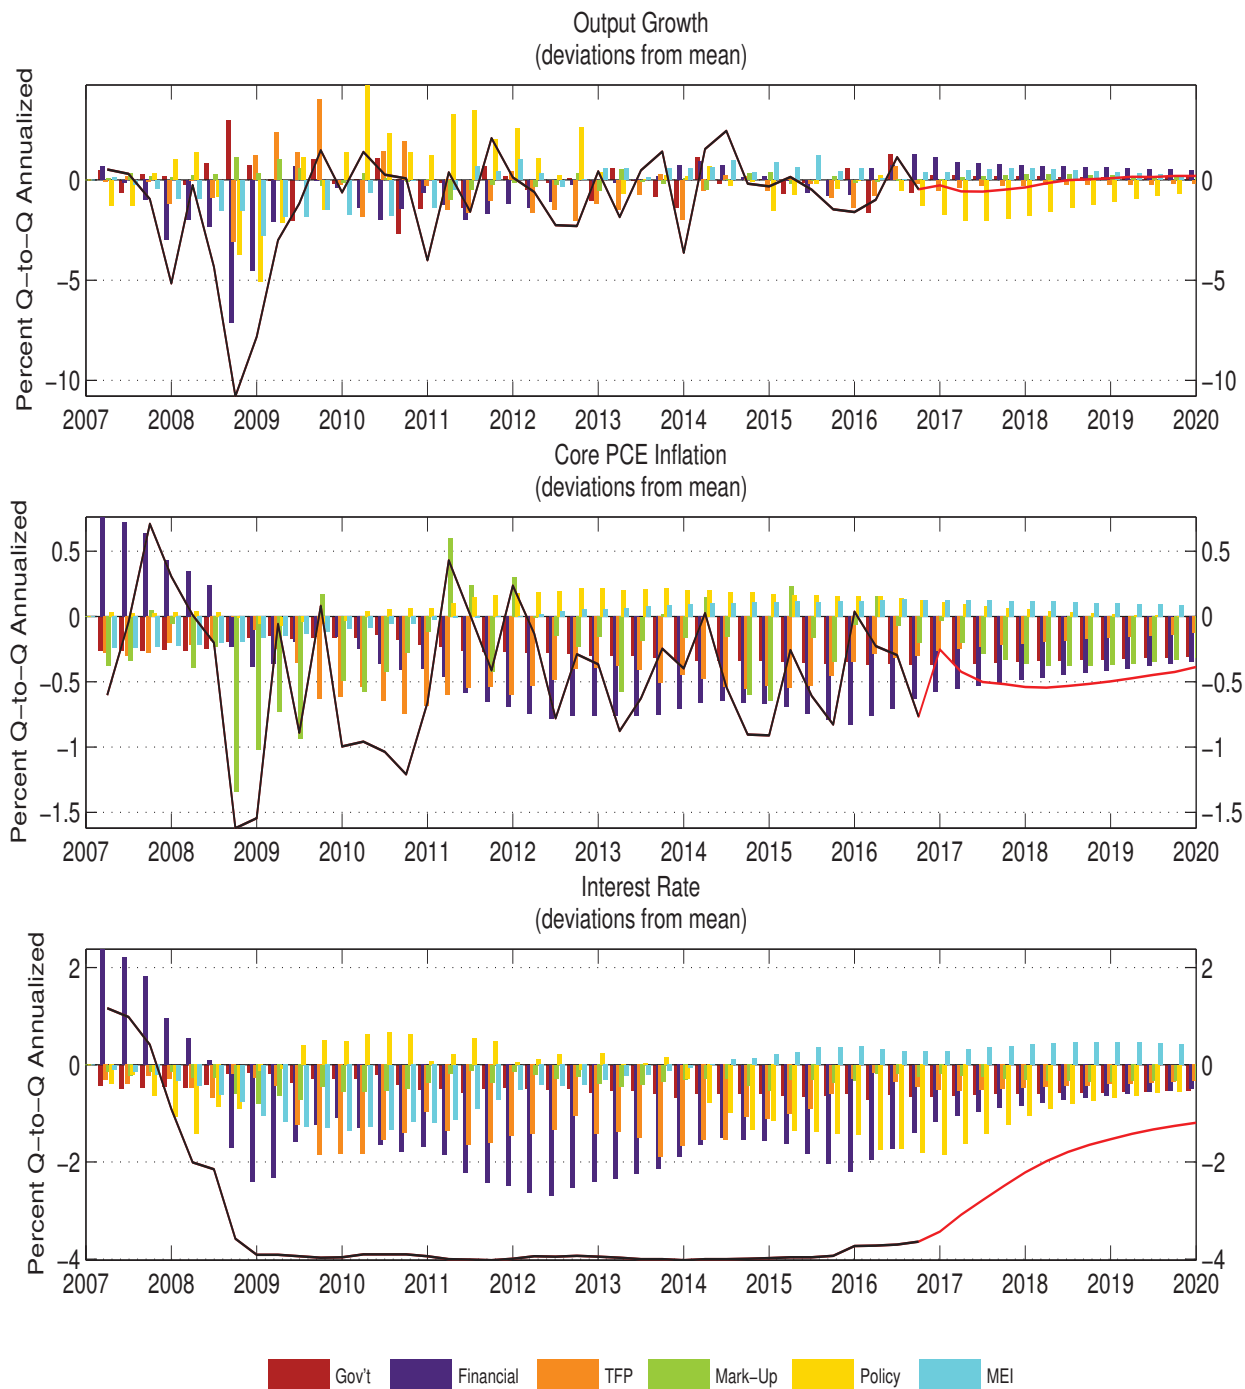 Output Growth
(deviations from mean)
Percent Q−to−Q Annualized
0
−5
−10
0
−5
−10
2007 2008 2009 2010 2011 2012 2013 2014 2015 2016 2017 2018 2019 2020
Core PCE Inflation
(deviations from mean)
Percent Q−to−Q Annualized
0.5
0
−0.5
−1
−1.5
0.5
0
−0.5
−1
−1.5
2007 2008 2009 2010 2011 2012 2013 2014 2015 2016 2017 2018 2019 2020
Interest Rate
(deviations from mean)
Percent Q−to−Q Annualized
2
0
−2
−4
2
0
−2
−4
2007 2008 2009 2010 2011 2012 2013 2014 2015 2016 2017 2018 2019 2020
Gov't Financial TFP Mark−Up Policy MEI